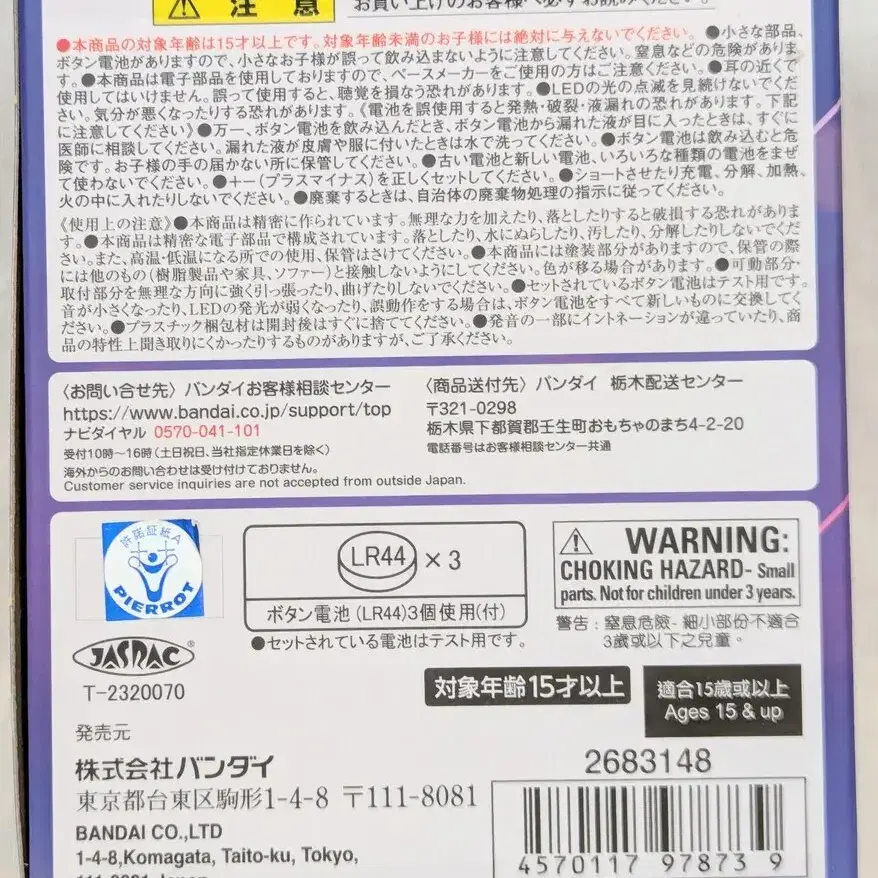 注意
お買い上げのお客様へ必ずお読みください。
●本商品の対象年齢は15才以上です。対象年齢未満のお子様には絶対に与えないでください。●小さな部品、
ボタン電池がありますので、小さなお子様が誤って飲み込まないように注意してください。窒息などの危険がありま
す。●本商品は電子部品を使用しておりますので、ペースメーカーをご使用の方はご注意ください。●耳の近くで
使用してはいけません。誤って使用すると、聴覚を損なう恐れがあります。●LEDの光の点滅を見続けないでくだ
さい。気分が悪くなったりする恐れがあります。《電池を誤使用すると発熱・破裂・液漏れの恐れがあります。下記
に注意してください》●万一、ボタン電池を飲み込んだとき、ボタン電池から漏れた液が目に入ったときは、すぐに
医師に相談してください。漏れた液が皮膚や服に付いたときは水で洗ってください。●ボタン電池は飲み込むと危
険です。お子様の手の届かない所に保管してください。●古い電池と新しい電池、いろいろな種類の電池をまぜ
て使わないでください。●+ー(プラスマイナス)を正しくセットしてください。●ショートさせたり充電、分解、加熱、
火の中に入れたりしないでください。●廃棄するときは、自治体の廃棄物処理の指示に従ってください。
《使用上の注意》●本商品は精密に作られています。無理な力を加えたり、落としたりすると破損する恐れがありま
す。●本商品は精密な電子部品で構成されています。落としたり、水にぬらしたり、汚したり、分解したりしないでくだ
さい。また、高温・低温になる所での使用、保管はさけてください。●本商品には塗装部分がありますので、保管の際
には他のもの(樹脂製品や家具、ソファー)と接触しないようにしてください。色が移る場合があります。●可動部分・
取付部分を無理な方向に強く引っ張ったり、曲げたりしないでください。●セットされているボタン電池はテスト用です。
音が小さくなったり、LEDの発光が弱くなったり、誤動作をする場合は、ボタン電池をすべて新しいものに交換してく
ださい。●プラスチック梱包材は開封後はすぐに捨ててください。●発音の一部にイントネーションが違っていたり、商
品の特性上聞き取りにくかったりするものがありますが、ご了承ください。
〈お問い合せ先〉バンダイお客様相談センター
https://www.bandai.co.jp/support/top
ナビダイヤル 0570-041-101
受付10時〜16時(土日祝日、当社指定休業日を除く)
海外からのお問い合わせは受け付けておりません。
Customer service inquiries are not accepted from outside Japan.
〈商品送付先〉バンダイ 栃木配送センター
〒321-0298
栃木県下都賀郡壬生町おもちゃのまち4-2-20
電話番号はお客様相談センター共通
許諾証紙A
PIERROT
LR44 × 3
ボタン電池(LR44)3個使用(付)
●セットされている電池はテスト用です。
WARNING:
CHOKING HAZARD- Small
parts. Not for children under 3 years.
警告：窒息危險-細小部份不適合
3歲或以下之兒童。
JASRAC®
T-2320070
対象年齢15才以上
適合15歲或以上
Ages 15 & up
発売元
株式会社バンダイ
東京都台東区駒形1-4-8 〒111-8081
BANDAI CO.,LTD
1-4-8,Komagata, Taito-ku, Tokyo,
111-8081 Japan
2683148
4570117 978739